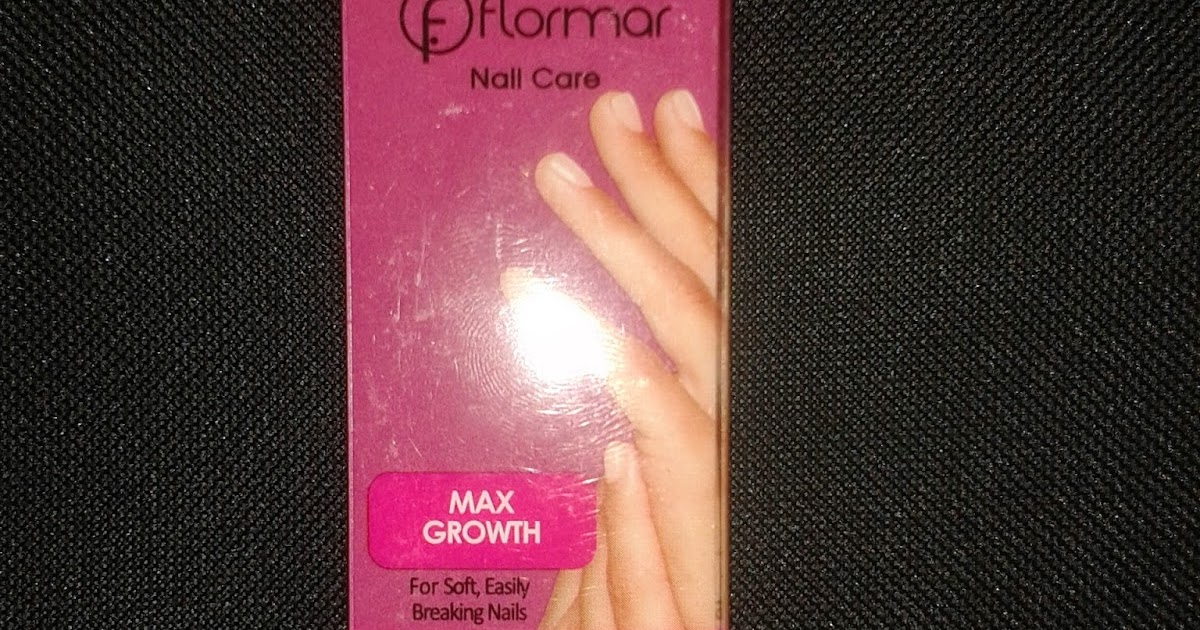 flormar
Nail Care
MAX
GROWTH
For Soft, Easily
Breaking Nails